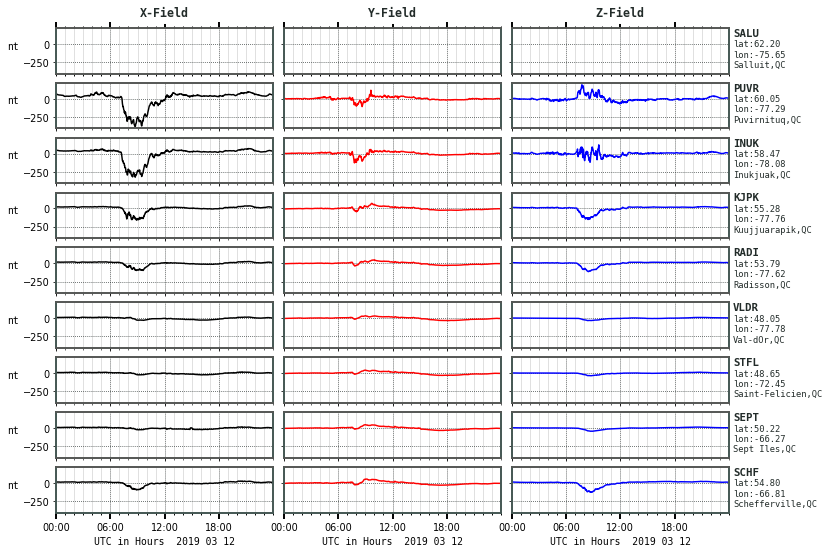 X-Field Y-Field Z-Field
nt 0 -250 SALU
lat:62.20
lon:-75.65
Salluit,QC
nt 0 -250 PUVR
lat:60.05
lon:-77.29
Puvirnituq,QC
nt 0 -250 INUK
lat:58.47
lon:-78.08
Inukjuak,QC
nt 0 -250 KJPK
lat:55.28
lon:-77.76
Kuujjuarapik,QC
nt 0 -250 RADI
lat:53.79
lon:-77.62
Radisson,QC
nt 0 -250 VLDR
lat:48.05
lon:-77.78
Val-dOr,QC
nt 0 -250 STFL
lat:48.65
lon:-72.45
Saint-Felicien,QC
nt 0 -250 SEPT
lat:50.22
lon:-66.27
Sept Iles,QC
nt 0 -250 SCHF
lat:54.80
lon:-66.81
Schefferville,QC
00:00 06:00 12:00 18:00 00:00 06:00 12:00 18:00 00:00 06:00 12:00 18:00
UTC in Hours 2019 03 12 UTC in Hours 2019 03 12 UTC in Hours 2019 03 12